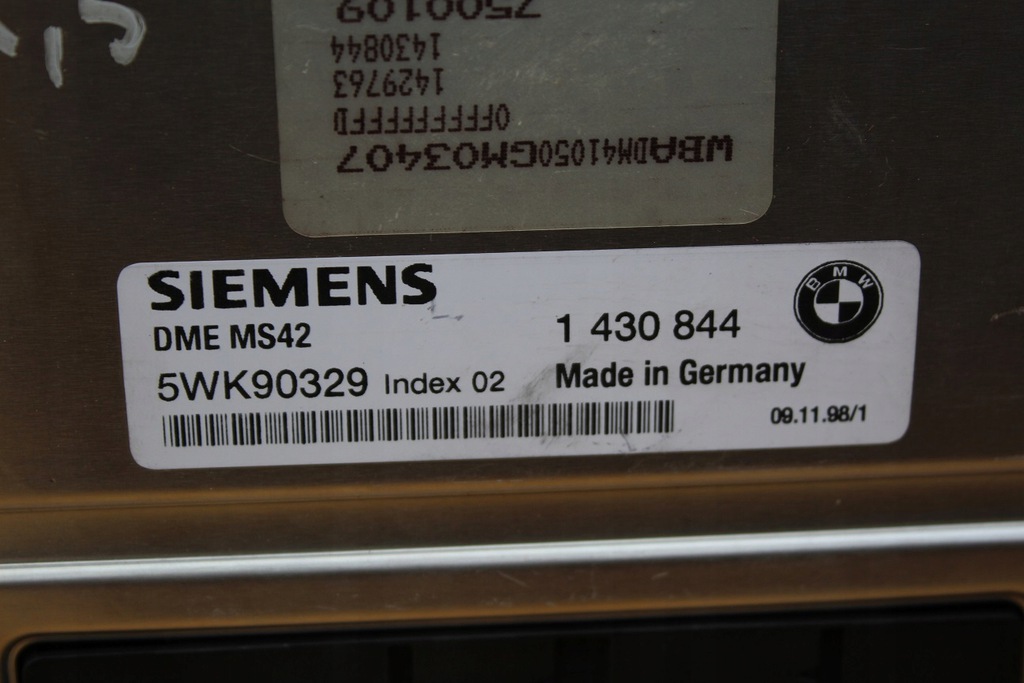 7500109
1430844
1429763
0FFFFFFFFD
WBADM41050GM03407
SIEMENS
DME MS42
1 430 844
BMW
5WK90329 Index 02
Made in Germany
09.11.98/1